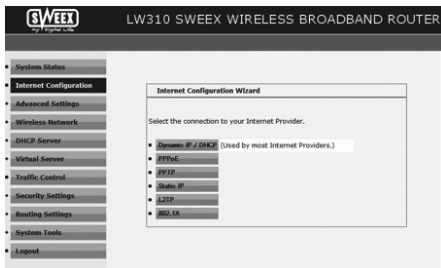 SWEEX
my digital life
LW310 SWEEX WIRELESS BROADBAND ROUTER
System Status
Internet Configuration
Advanced Settings
Wireless Network
DHCP Server
Virtual Server
Traffic Control
Security Settings
Routing Settings
System Tools
Logout
Internet Configuration Wizard
Select the connection to your Internet Provider.
Dynamic IP / DHCP (Used by most Internet Providers.)
PPPoE
PPTP
Static IP
L2TP
802.1X